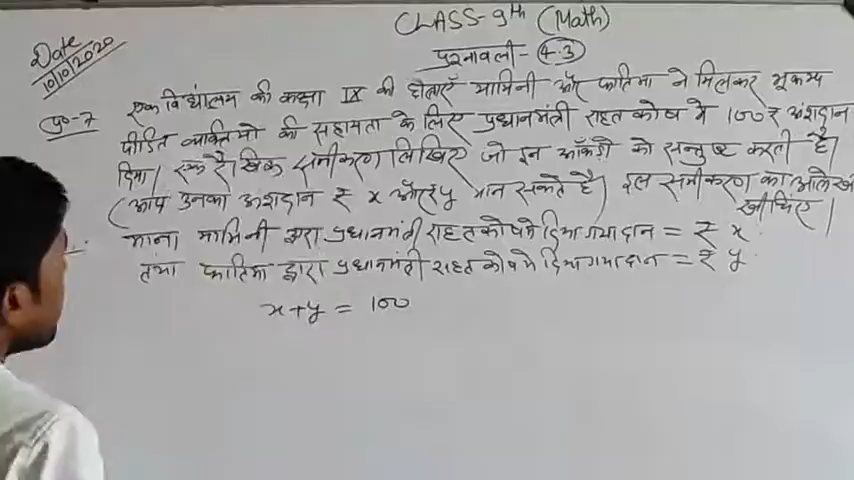 CLASS-9th (Math)
Date
10/10/2020
प्रश्नावली - 4.3
प्र०-7 एक विद्यालय की कक्षा IX की छात्राएँ यामिनी और फातिमा ने मिलकर भूकम्प
पीडित व्यक्तियो की सहायता के लिए प्रधानमंत्री राहत कोष मे 100₹ अंशदान
दिया। एक रैखिक समीकरण लिखिए जो इन आँकडो को सन्तुष्ट करती है।
(आप उनका अंशदान ₹ x और ₹ y मान सकते है) इस समीकरण का आलेख
खीचिए।
माना यामिनी द्वारा प्रधानमंत्री राहत कोष मे दिया गया दान = ₹ x
तथा फातिमा द्वारा प्रधानमंत्री राहत कोष मे दिया गया दान = ₹ y
x+y = 100